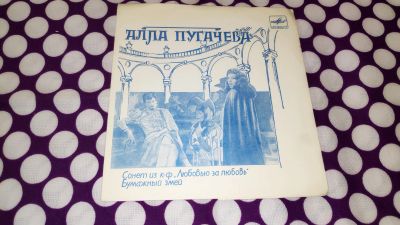 АЛЛА ПУГАЧЕВА
Сонет из к-ф „Любовью за любовь"
Бумажный змей